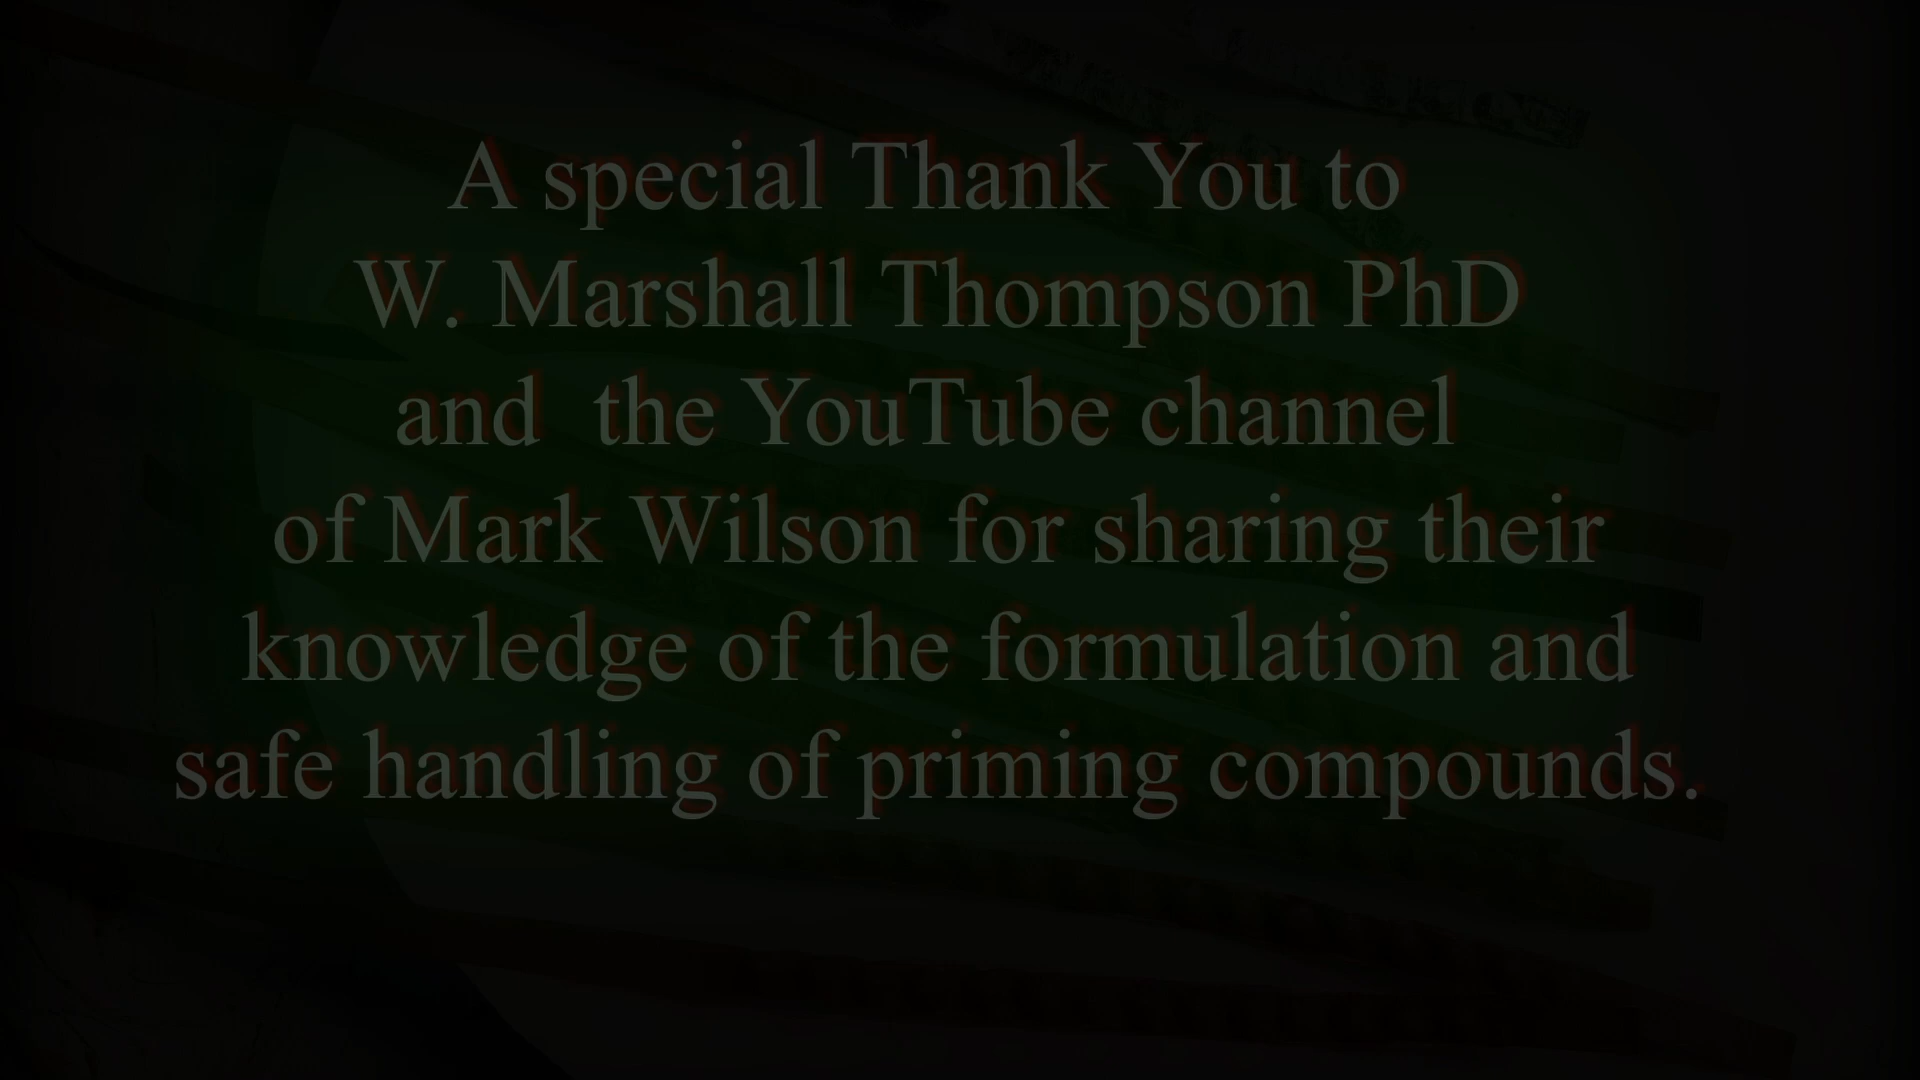 A special Thank You to
W. Marshall Thompson PhD
and the YouTube channel
of Mark Wilson for sharing their
knowledge of the formulation and
safe handling of priming compounds.